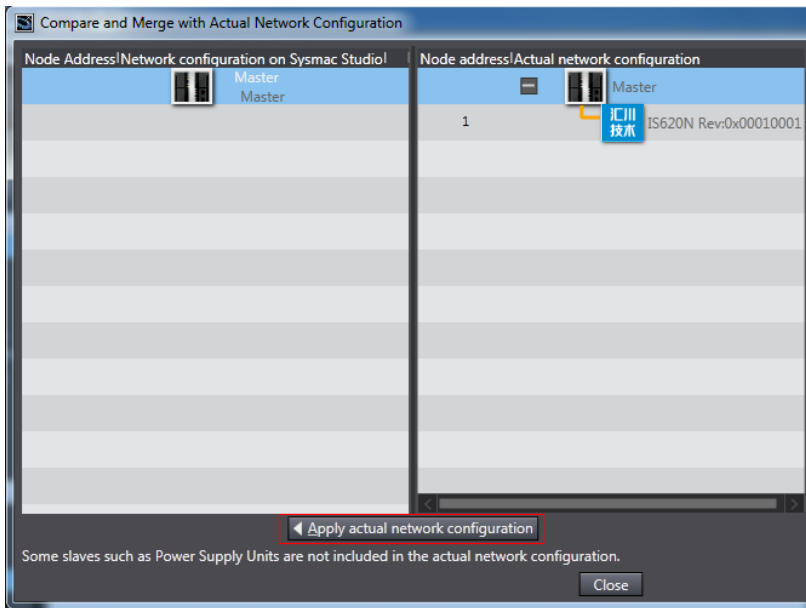 Compare and Merge with Actual Network Configuration
Node Address|Network configuration on Sysmac Studio|
Node address|Actual network configuration
Master
Master
Master
1
汇川
技术
IS620N Rev:0x00010001
Apply actual network configuration
Some slaves such as Power Supply Units are not included in the actual network configuration.
Close